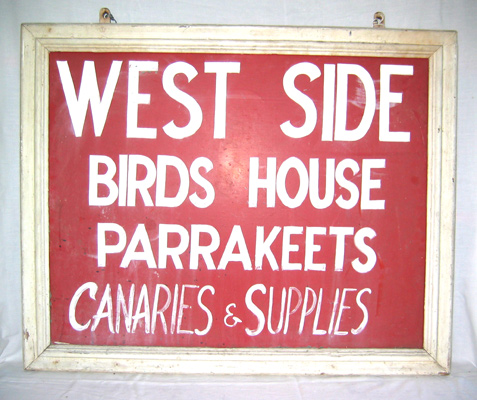 WEST SIDE
BIRDS HOUSE
PARRAKEETS
CANARIES & SUPPLIES